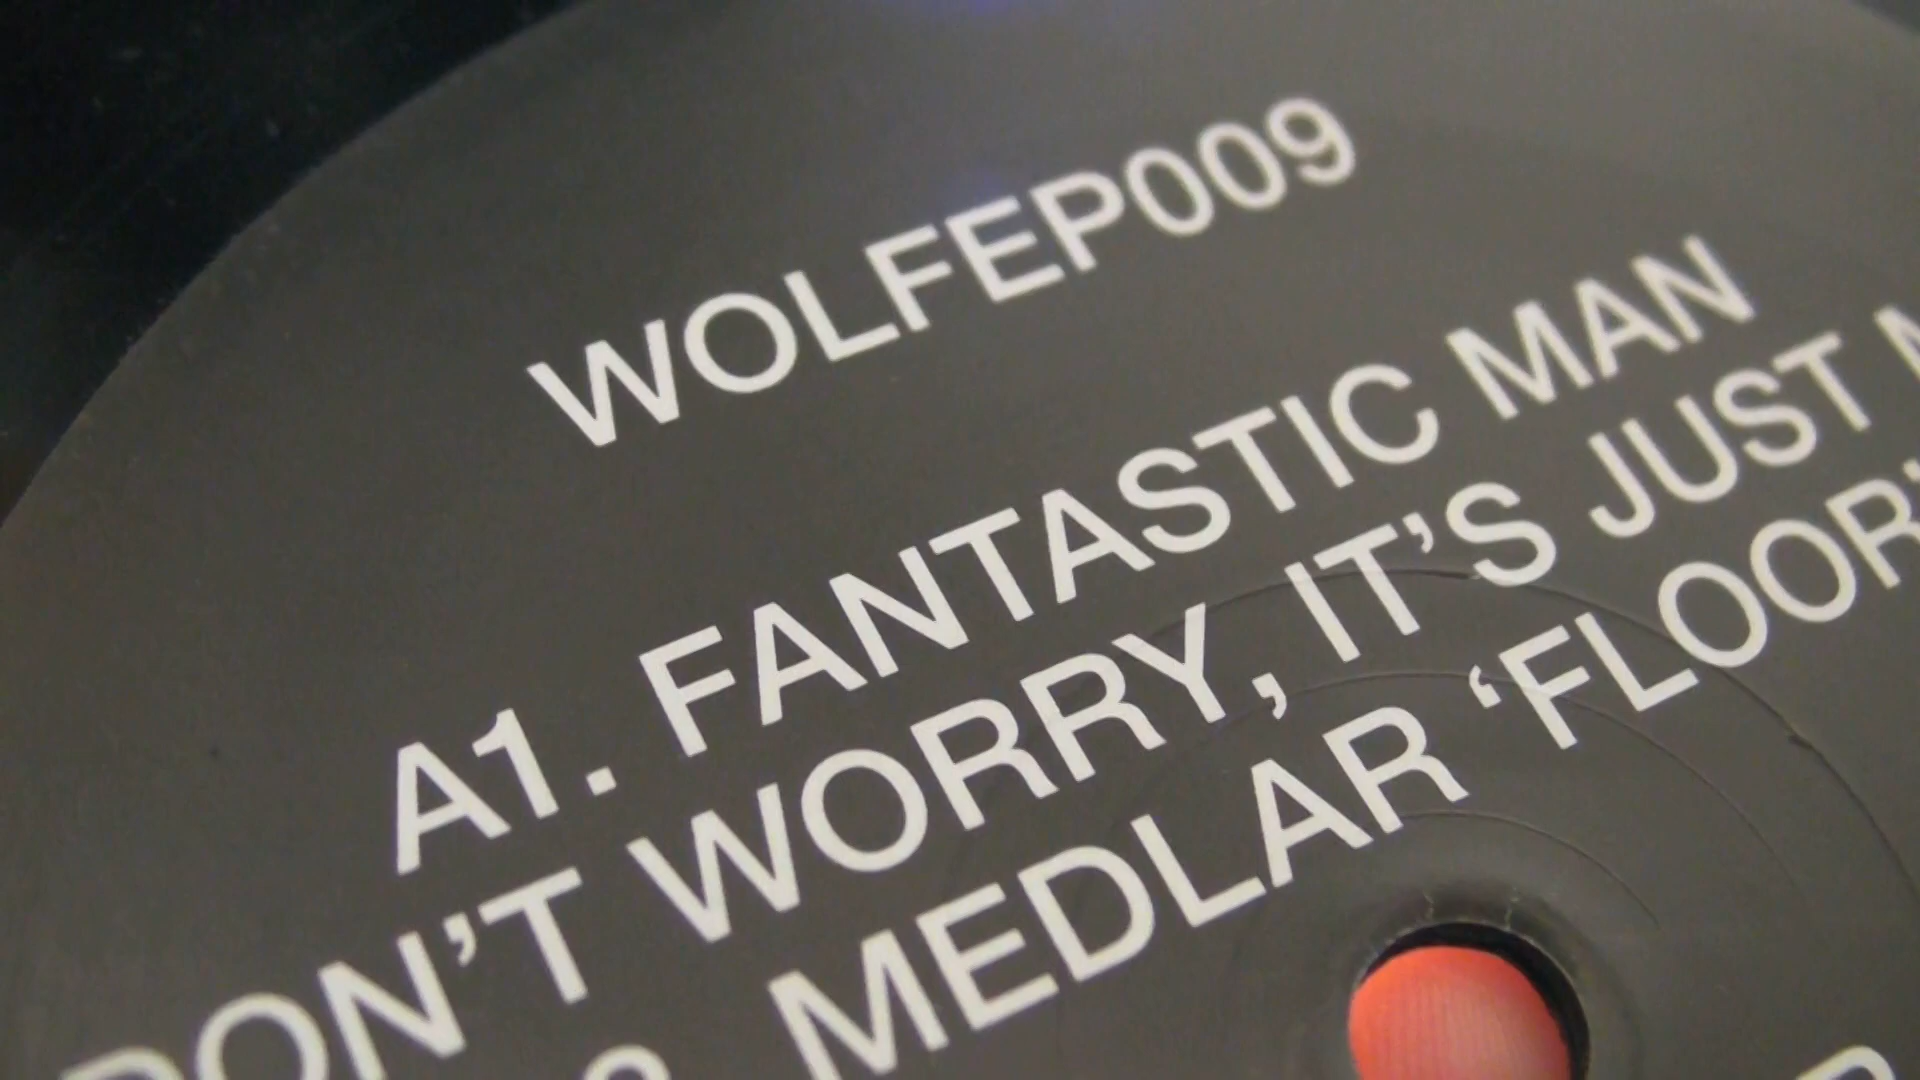 WOLFEP009
A1. FANTASTIC MAN
DON'T WORRY, IT'S JUST
MEDLAR ‘FLOOR’